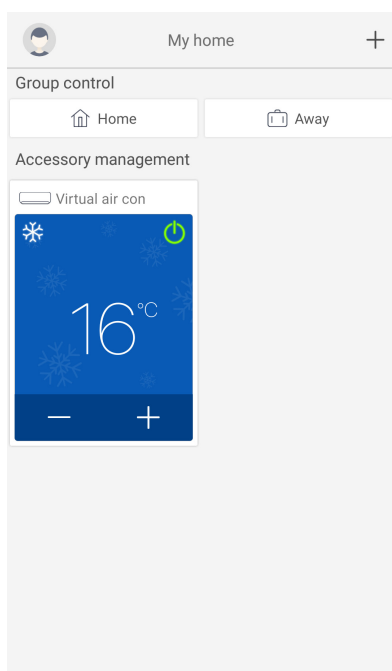 My home
Group control
Home
Away
Accessory management
Virtual air con
16°C